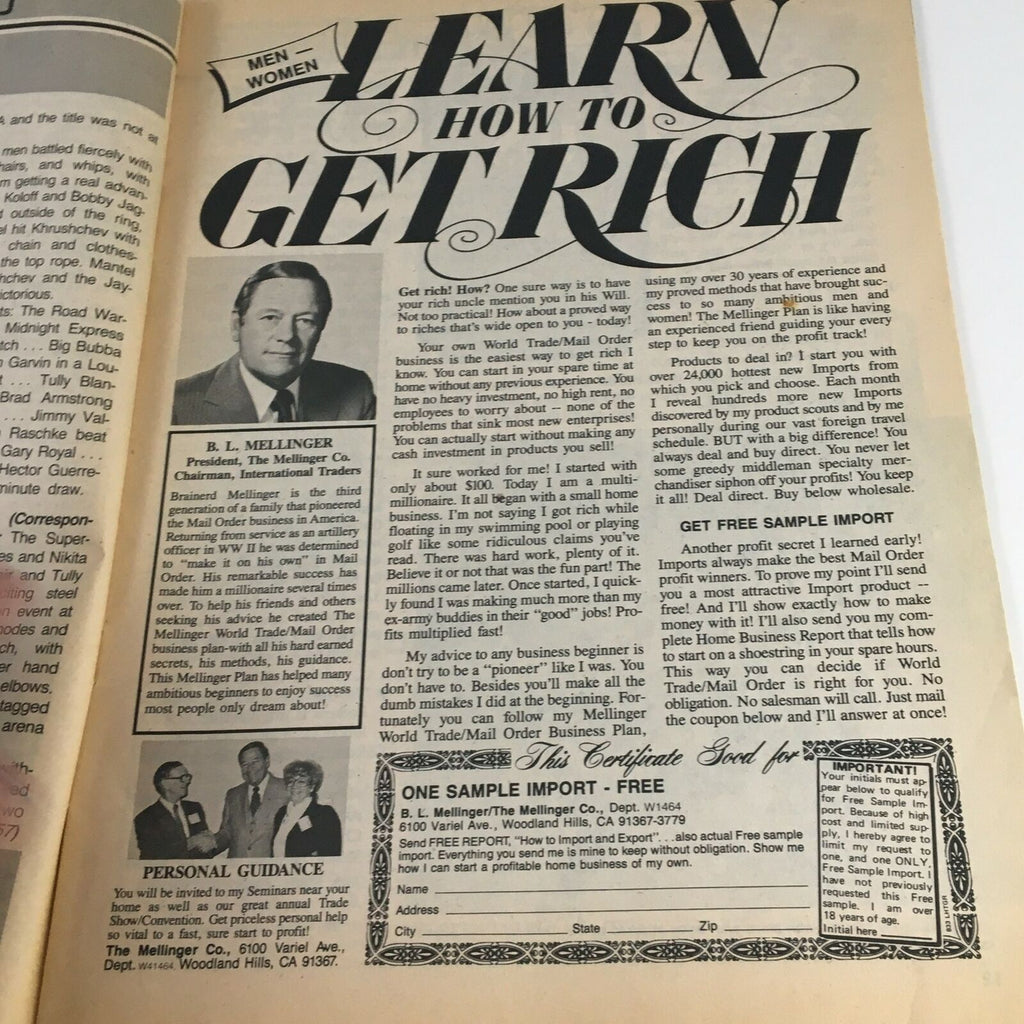 A and the title was not at
men battled fiercely with
hairs, and whips, with
m getting a real advan-
Koloff and Bobby Jag-
outside of the ring,
el hit Khrushchev with
chain and clothes-
the top rope. Mantel
hchev and the Jay-
ictorious.
ts: The Road War-
Midnight Express
tch . . . Big Bubba
Garvin in a Lou-
t . . . Tully Blan-
Brad Armstrong
. . . Jimmy Val-
Raschke beat
Gary Royal . . .
Hector Guerre-
minute draw.
(Correspon-
The Super-
es and Nikita
and Tully
citing steel
n event at
nodes and
ch, with
er hand
elbows.
tagged
arena
with-
ed
wo
57)
MEN —
WOMEN
LEARN
HOW TO
GET RICH
B. L. MELLINGER
President, The Mellinger Co.
Chairman, International Traders
Brainerd Mellinger is the third
generation of a family that pioneered
the Mail Order business in America.
Returning from service as an artillery
officer in WW II he was determined
to "make it on his own" in Mail
Order. His remarkable success has
made him a millionaire several times
over. To help his friends and others
seeking his advice he created The
Mellinger World Trade/Mail Order
business plan-with all his hard earned
secrets, his methods, his guidance.
This Mellinger Plan has helped many
ambitious beginners to enjoy success
most people only dream about!
PERSONAL GUIDANCE
You will be invited to my Seminars near your
home as well as our great annual Trade
Show/Convention. Get priceless personal help
so vital to a fast, sure start to profit!
The Mellinger Co., 6100 Variel Ave.,
Dept. W41464, Woodland Hills, CA 91367.
Get rich! How? One sure way is to have
your rich uncle mention you in his Will.
Not too practical! How about a proved way
to riches that's wide open to you - today!
Your own World Trade/Mail Order
business is the easiest way to get rich I
know. You can start in your spare time at
home without any previous experience. You
have no heavy investment, no high rent, no
employees to worry about -- none of the
problems that sink most new enterprises!
You can actually start without making any
cash investment in products you sell!
It sure worked for me! I started with
only about $100. Today I am a multi-
millionaire. It all began with a small home
business. I'm not saying I got rich while
floating in my swimming pool or playing
golf like some ridiculous claims you've
read. There was hard work, plenty of it.
Believe it or not that was the fun part! The
millions came later. Once started, I quick-
ly found I was making much more than my
ex-army buddies in their "good" jobs! Pro-
fits multiplied fast!
My advice to any business beginner is
don't try to be a "pioneer" like I was. You
don't have to. Besides you'll make all the
dumb mistakes I did at the beginning. For-
tunately you can follow my Mellinger
World Trade/Mail Order Business Plan,
using my over 30 years of experience and
my proved methods that have brought suc-
cess to so many ambitious men and
women! The Mellinger Plan is like having
an experienced friend guiding your every
step to keep you on the profit track!
Products to deal in? I start you with
over 24,000 hottest new Imports from
which you pick and choose. Each month
I reveal hundreds more new Imports
discovered by my product scouts and by me
personally during our vast foreign travel
schedule. BUT with a big difference! You
always deal and buy direct. You never let
some greedy middleman specialty mer-
chandiser siphon off your profits! You keep
it all! Deal direct. Buy below wholesale.
GET FREE SAMPLE IMPORT
Another profit secret I learned early!
Imports always make the best Mail Order
profit winners. To prove my point I'll send
you a most attractive Import product --
free! And I'll show exactly how to make
money with it! I'll also send you my com-
plete Home Business Report that tells how
to start on a shoestring in your spare hours.
This way you can decide if World
Trade/Mail Order is right for you. No
obligation. No salesman will call. Just mail
the coupon below and I'll answer at once!
This Certificate Good for
ONE SAMPLE IMPORT - FREE
B. L. Mellinger/The Mellinger Co., Dept. W1464
6100 Variel Ave., Woodland Hills, CA 91367-3779
Send FREE REPORT, "How to Import and Export". . . also actual Free sample
import. Everything you send me is mine to keep without obligation. Show me
how I can start a profitable home business of my own.
Name
Address
City State Zip
IMPORTANT!
Your initials must ap-
pear below to qualify
for Free Sample Im-
port. Because of high
cost and limited sup-
ply, I hereby agree to
limit my request to
one, and one ONLY,
Free Sample Import. I
have not previously
requested this Free
sample. I am over
18 years of age.
Initial here